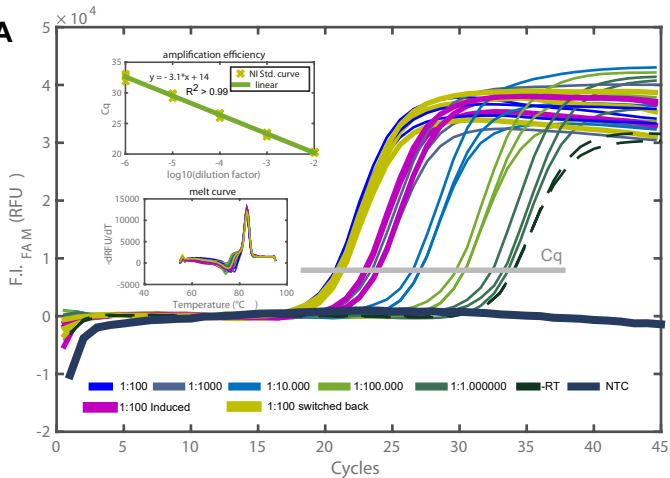 A
5 × 10⁴
4
3
2
1
0
-1
-2
F.I. FAM (RFU)
0 5 10 15 20 25 30 35 40 45
Cycles
amplification efficiency
35
30
25
20
Cq
y = - 3.1*x + 14
R² > 0.99
NI Std. curve
linear
-6 -5 -4 -3 -2
log10(dilution factor)
melt curve
15000
10000
5000
0
-5000
-dRFU/dT
40 60 80 100
Temperature (°C )
Cq
1:100 1:1000 1:10.000 1:100.000 1:1.000000 -RT NTC
1:100 Induced 1:100 switched back